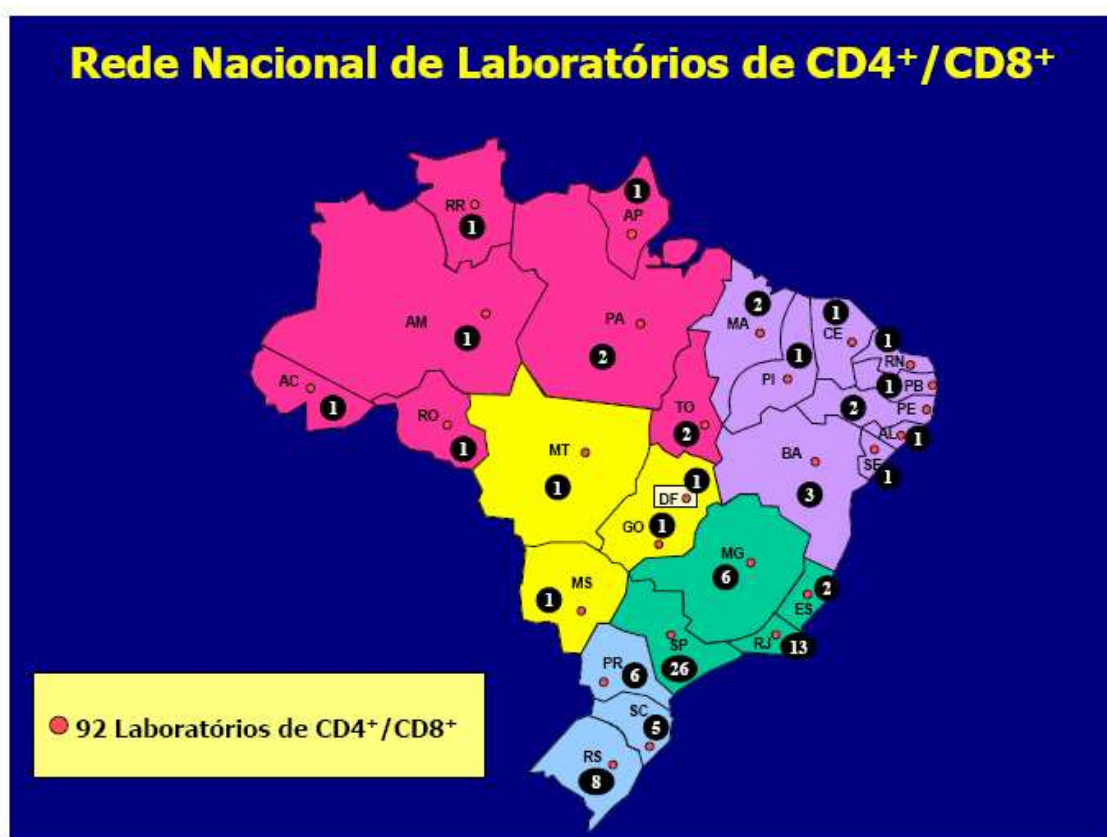 Rede Nacional de Laboratórios de CD4⁺/CD8⁺
1
RR
1
AP
AM
1
PA
2
2
MA
1
CE
1
RN
1
PI
1
PB
2
PE
AL
1
SE
1
AC
1
RO
1
TO
2
MT
1
BA
3
1
DF
GO
1
MG
6
2
ES
MS
1
SP
26
RJ
13
PR
6
SC
5
RS
8
92 Laboratórios de CD4⁺/CD8⁺